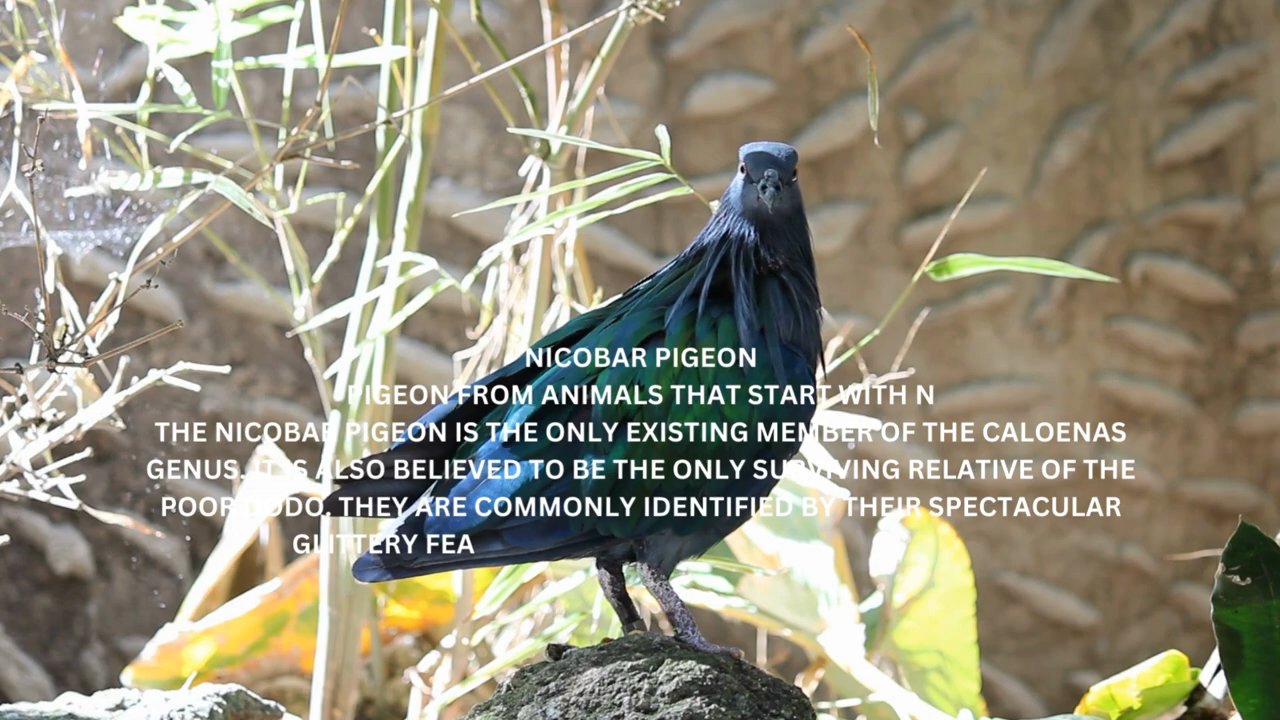 NICOBAR PIGEON
PIGEON FROM ANIMALS THAT START WITH N
THE NICOBAR PIGEON IS THE ONLY EXISTING MEMBER OF THE CALOENAS
GENUS. IT IS ALSO BELIEVED TO BE THE ONLY SURVIVING RELATIVE OF THE
POOR DODO. THEY ARE COMMONLY IDENTIFIED BY THEIR SPECTACULAR
GLITTERY FEA